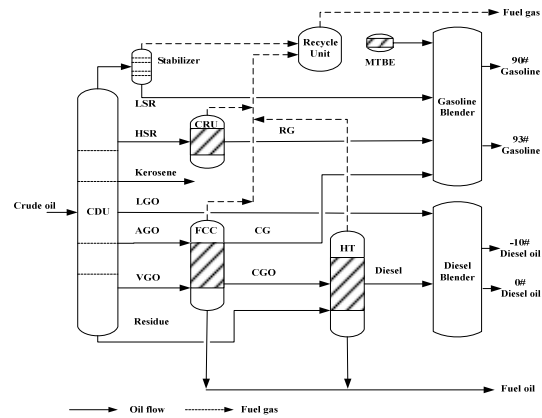 Fuel gas
Recycle
Unit
Stabilizer
MTBE
90#
Gasoline
LSR
Gasoline
Blender
CRU
HSR
RG
93#
Gasoline
Kerosene
Crude oil
CDU
LGO
AGO
FCC
CG
HT
-10#
Diesel oil
Diesel
Blender
VGO
CGO
Diesel
0#
Diesel oil
Residue
Fuel oil
Oil flow
Fuel gas